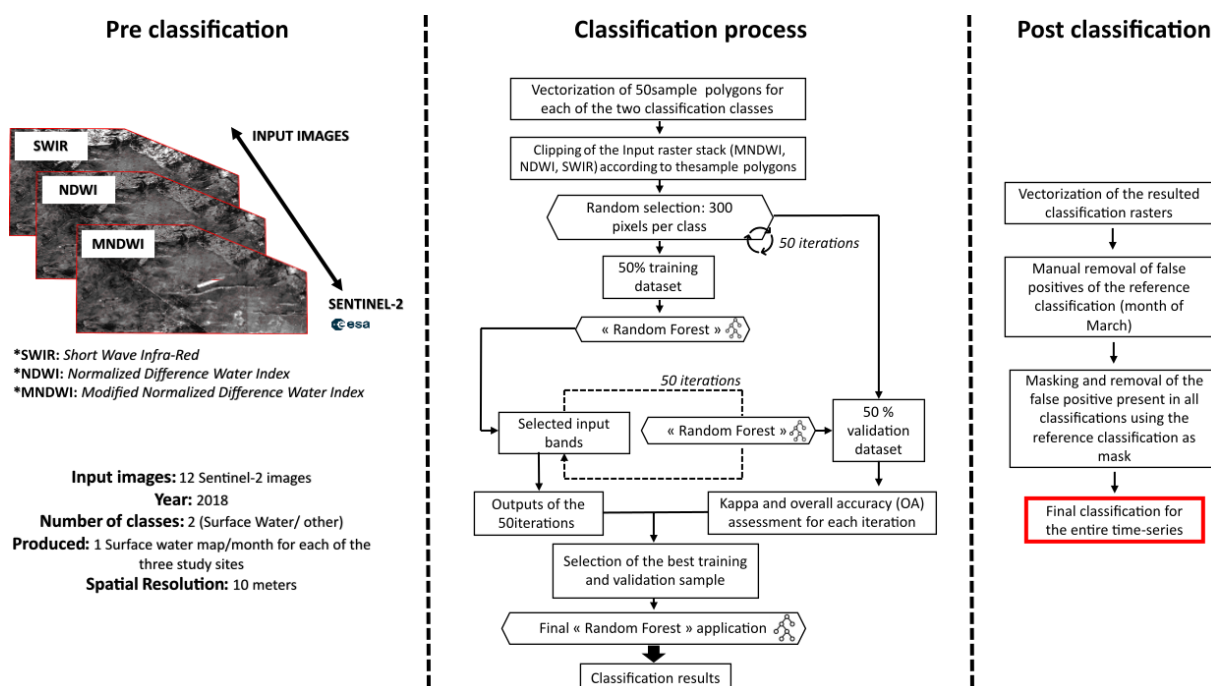 Pre classification
INPUT IMAGES
SWIR
NDWI
MNDWI
SENTINEL-2
esa
*SWIR: Short Wave Infra-Red
*NDWI: Normalized Difference Water Index
*MNDWI: Modified Normalized Difference Water Index
Input images: 12 Sentinel-2 images
Year: 2018
Number of classes: 2 (Surface Water/ other)
Produced: 1 Surface water map/month for each of the
three study sites
Spatial Resolution: 10 meters
Classification process
Vectorization of 50sample polygons for
each of the two classification classes
Clipping of the Input raster stack (MNDWI,
NDWI, SWIR) according to thesample polygons
Random selection: 300
pixels per class
50 iterations
50% training
dataset
« Random Forest »
50 iterations
Selected input
bands
« Random Forest »
50 %
validation
dataset
Outputs of the
50iterations
Kappa and overall accuracy (OA)
assessment for each iteration
Selection of the best training
and validation sample
Final « Random Forest » application
Classification results
Post classification
Vectorization of the resulted
classification rasters
Manual removal of false
positives of the reference
classification (month of
March)
Masking and removal of the
false positive present in all
classifications using the
reference classification as
mask
Final classification for
the entire time-series